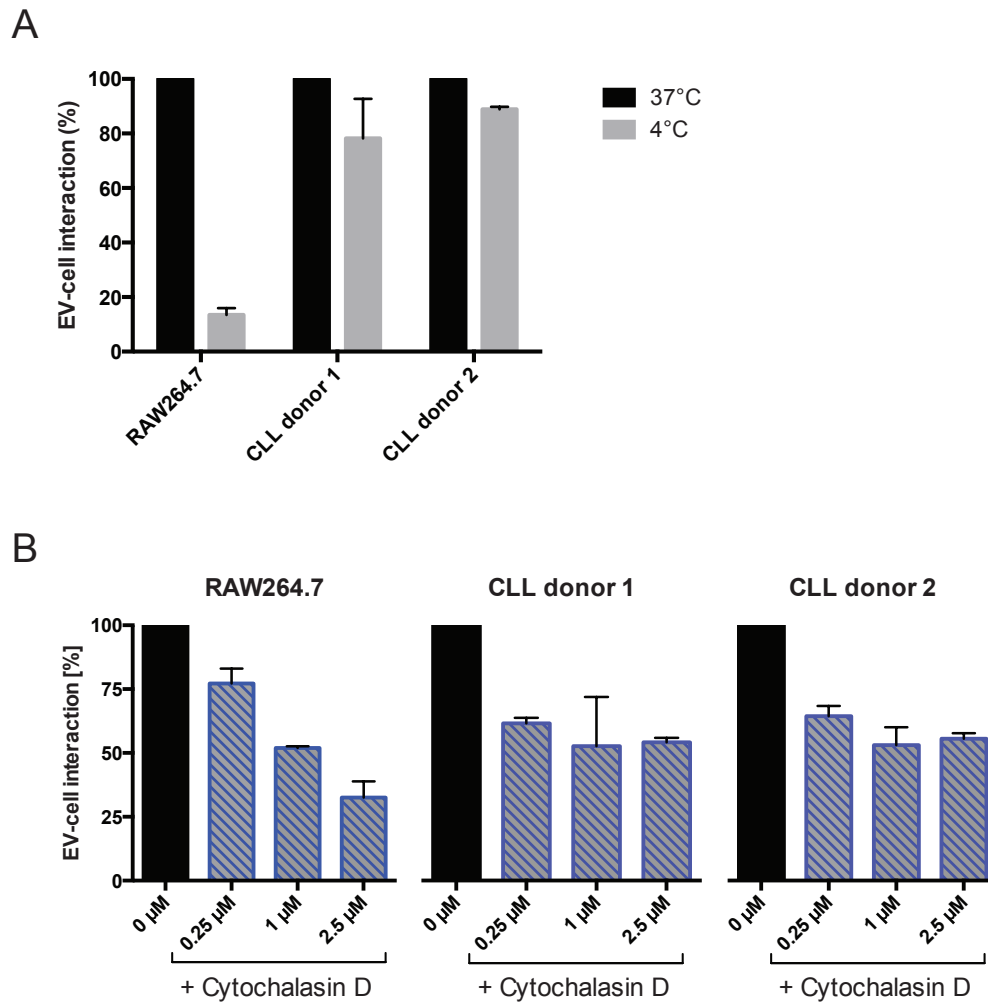 A
EV-cell interaction (%)
100
80
60
40
20
0
37°C
4°C
RAW264.7
CLL donor 1
CLL donor 2
B
RAW264.7
CLL donor 1
CLL donor 2
EV-cell interaction [%]
100
75
50
25
0
0 µM
0.25 µM
1 µM
2.5 µM
0 µM
0.25 µM
1 µM
2.5 µM
0 µM
0.25 µM
1 µM
2.5 µM
+ Cytochalasin D
+ Cytochalasin D
+ Cytochalasin D